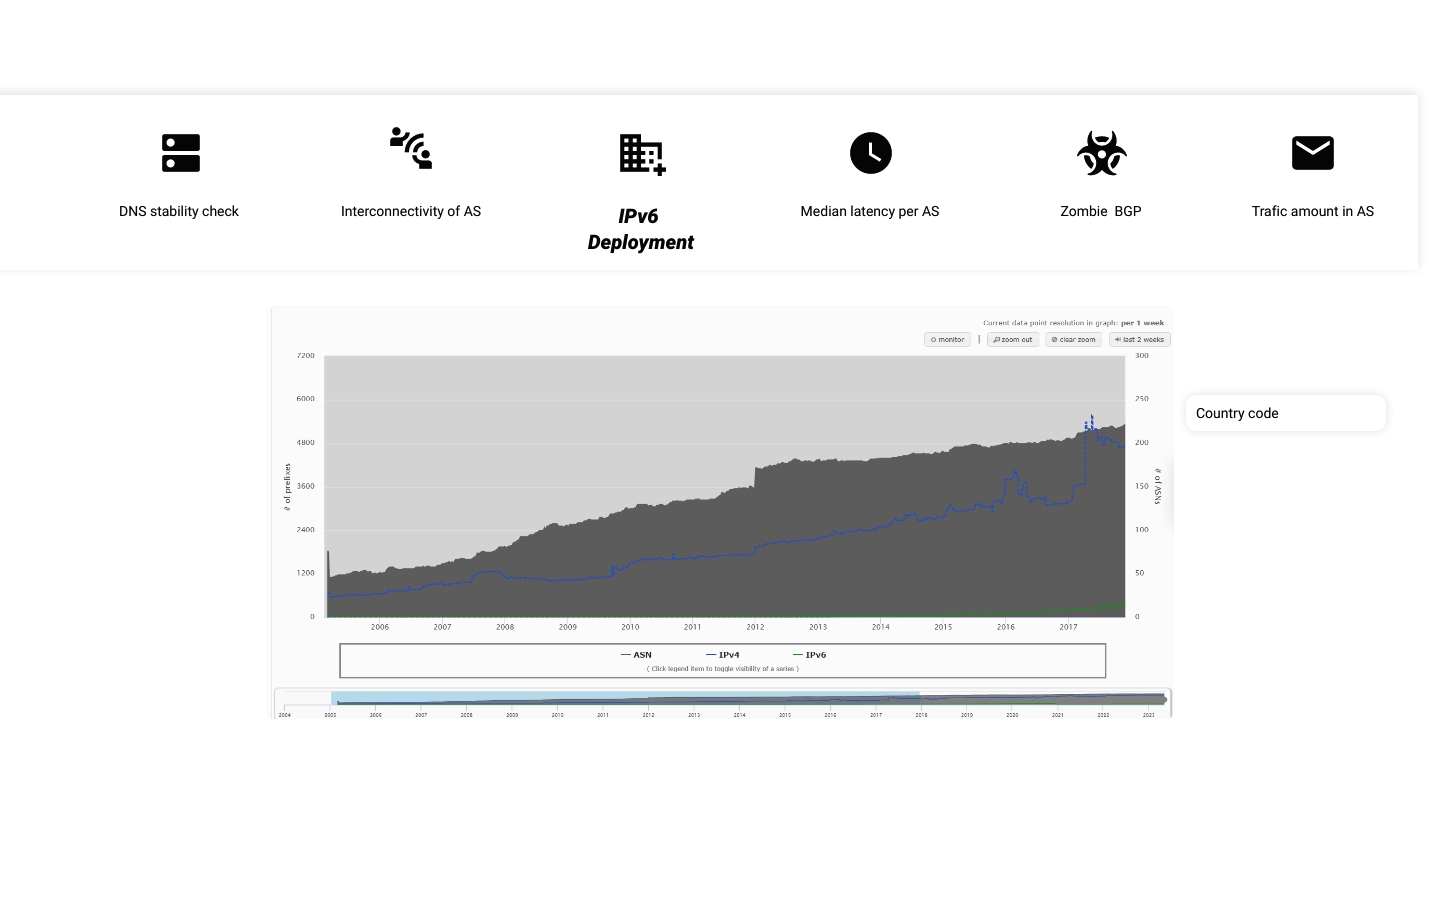 DNS stability check
Interconnectivity of AS
IPv6
Deployment
Median latency per AS
Zombie  BGP
Trafic amount in AS
Current data point resolution in graph: per 1 week
monitor | zoom out clear zoom last 2 weeks
7200
6000
4800
3600
2400
1200
0
# of prefixes
300
250
200
150
100
50
0
# of ASNs
2006 2007 2008 2009 2010 2011 2012 2013 2014 2015 2016 2017
ASN IPv4 IPv6
( Click legend item to toggle visibility of a series )
2004 2005 2006 2007 2008 2009 2010 2011 2012 2013 2014 2015 2016 2017 2018 2019 2020 2021 2022 2023
Country code